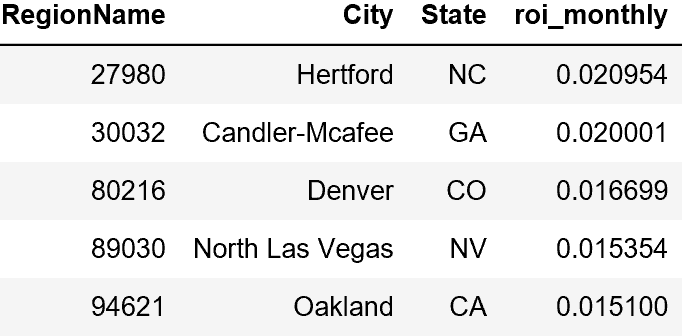 RegionName City State roi_monthly
27980 Hertford NC 0.020954
30032 Candler-Mcafee GA 0.020001
80216 Denver CO 0.016699
89030 North Las Vegas NV 0.015354
94621 Oakland CA 0.015100